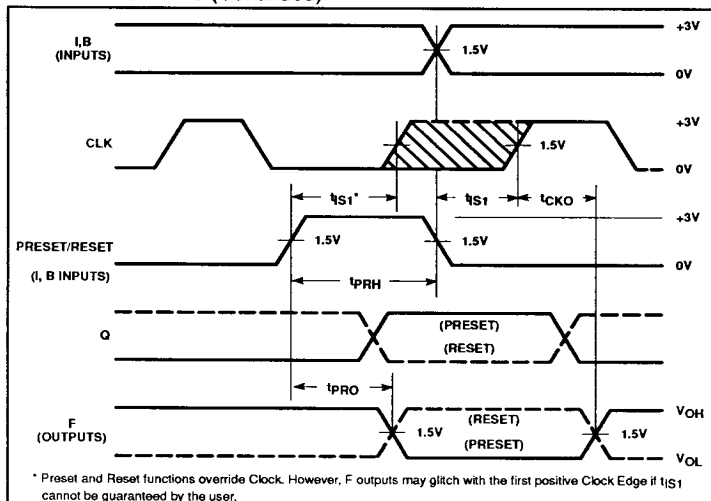 I,B
(INPUTS)
+3V
1.5V
0V
CLK
+3V
1.5V
0V
tIS1*
tIS1
tCKO
PRESET/RESET
(I, B INPUTS)
1.5V
1.5V
+3V
0V
tPRH
Q
(PRESET)
(RESET)
tPRO
F
(OUTPUTS)
1.5V
(RESET)
(PRESET)
1.5V
VOH
VOL
* Preset and Reset functions override Clock. However, F outputs may glitch with the first positive Clock Edge if tIS1
cannot be guaranteed by the user.